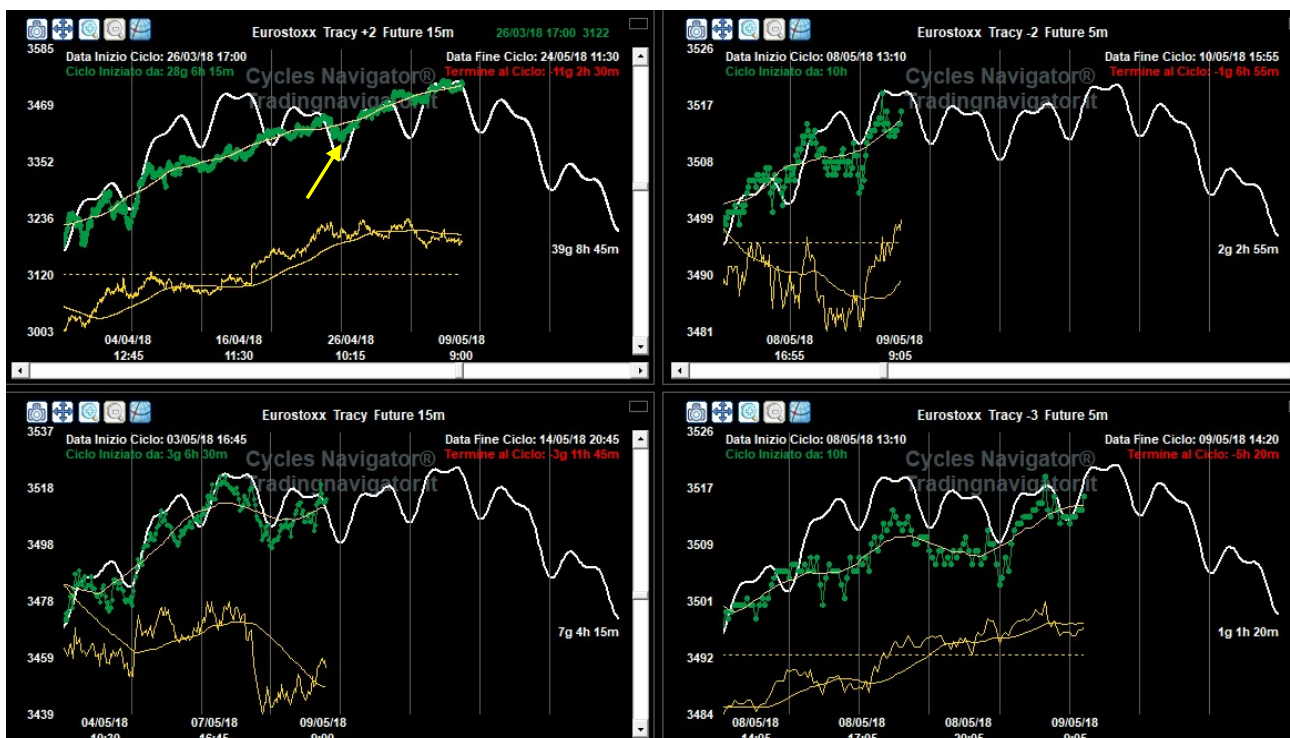 Eurostoxx Tracy +2 Future 15m
26/03/18 17:00 3122
3585
Data Inizio Ciclo: 26/03/18 17:00
Data Fine Ciclo: 24/05/18 11:30
Ciclo Iniziato da: 28g 6h 15m
Termine al Ciclo: -11g 2h 30m
Cycles Navigator®
Tradingnavigator.it
3469
3352
3236
39g 8h 45m
3120
3003
04/04/18 16/04/18 26/04/18 09/05/18
12:45 11:30 10:15 9:00
Eurostoxx Tracy -2 Future 5m
3526
Data Inizio Ciclo: 08/05/18 13:10
Data Fine Ciclo: 10/05/18 15:55
Ciclo Iniziato da: 10h
Termine al Ciclo: -1g 6h 55m
Cycles Navigator®
Tradingnavigator.it
3517
3508
3499
2g 2h 55m
3490
3481
08/05/18 09/05/18
16:55 9:05
Eurostoxx Tracy Future 15m
3537
Data Inizio Ciclo: 03/05/18 16:45
Data Fine Ciclo: 14/05/18 20:45
Ciclo Iniziato da: 3g 6h 30m
Termine al Ciclo: -3g 11h 45m
Cycles Navigator®
Tradingnavigator.it
3518
3498
3478
7g 4h 15m
3459
3439
04/05/18 07/05/18 09/05/18
10:30 16:45 9:00
Eurostoxx Tracy -3 Future 5m
3526
Data Inizio Ciclo: 08/05/18 13:10
Data Fine Ciclo: 09/05/18 14:20
Ciclo Iniziato da: 10h
Termine al Ciclo: -5h 20m
Cycles Navigator®
Tradingnavigator.it
3517
3509
3501
1g 1h 20m
3492
3484
08/05/18 08/05/18 08/05/18 09/05/18
14:05 17:05 20:05 9:05